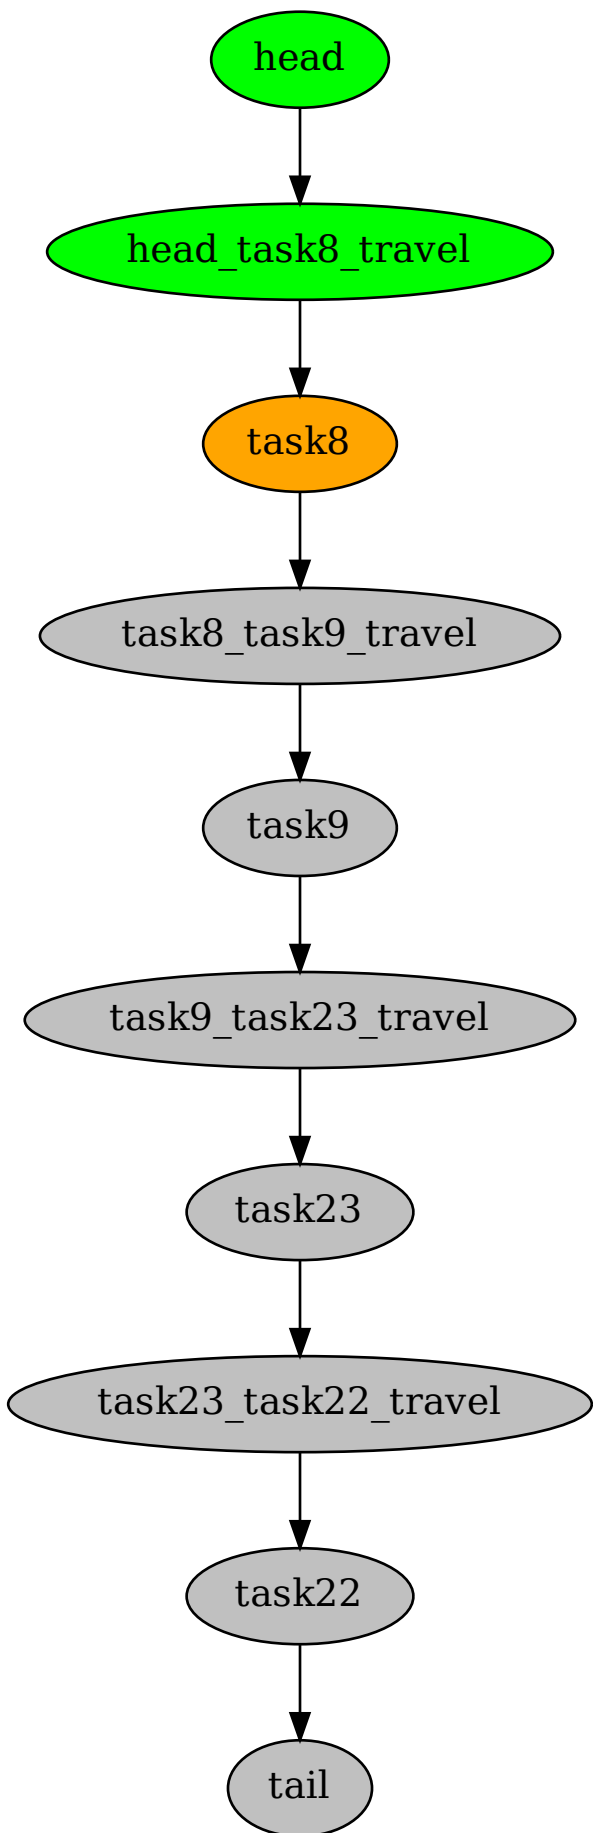 head
head_task8_travel
task8
task8_task9_travel
task9
task9_task23_travel
task23
task23_task22_travel
task22
tail